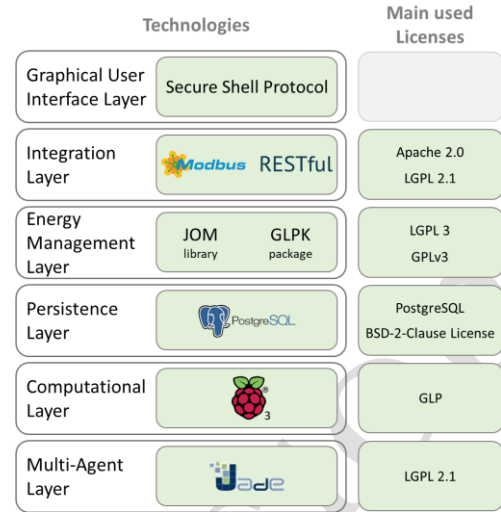 Technologies
Main used
Licenses
Graphical User
Interface Layer
Secure Shell Protocol
Integration
Layer
Modbus RESTful
Apache 2.0
LGPL 2.1
Energy
Management
Layer
JOM GLPK
library package
LGPL 3
GPLv3
Persistence
Layer
PostgreSQL
PostgreSQL
BSD-2-Clause License
Computational
Layer
® 3
GLP
Multi-Agent
Layer
Jade
LGPL 2.1